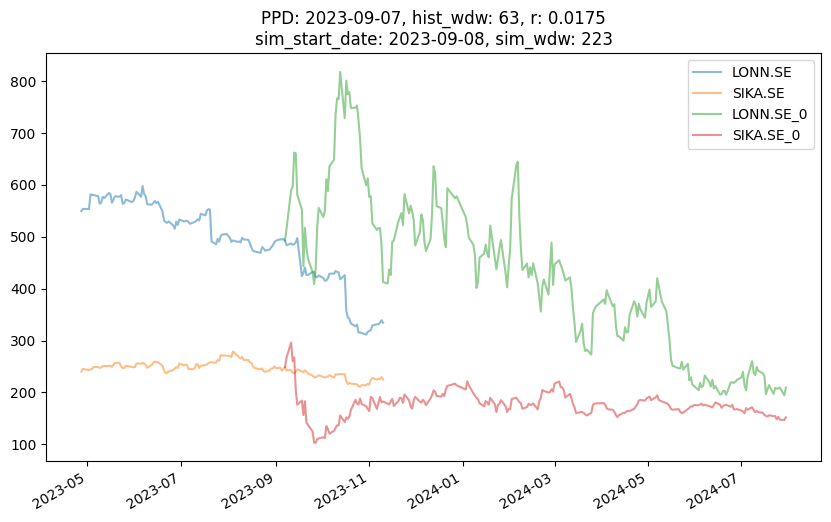 PPD: 2023-09-07, hist_wdw: 63, r: 0.0175
sim_start_date: 2023-09-08, sim_wdw: 223
LONN.SE
SIKA.SE
LONN.SE_0
SIKA.SE_0
800
700
600
500
400
300
200
100
2023-05
2023-07
2023-09
2023-11
2024-01
2024-03
2024-05
2024-07